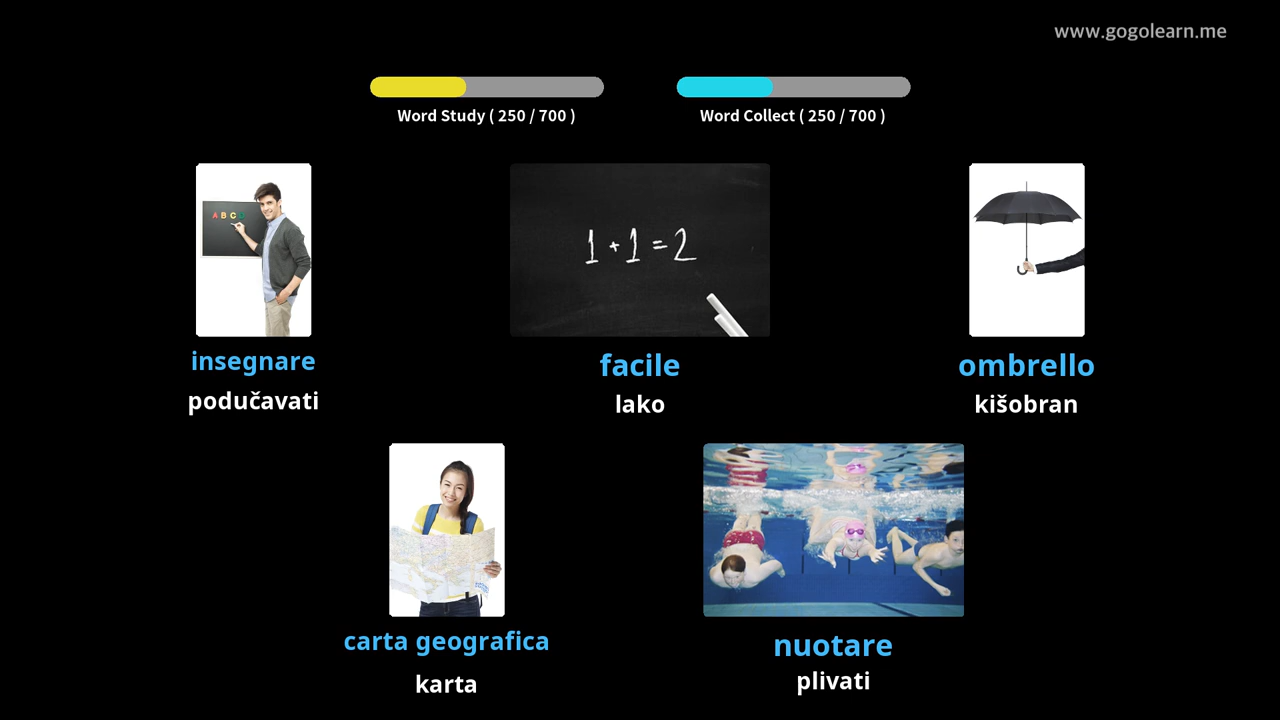 www.gogolearn.me
Word Study ( 250 / 700 )
Word Collect ( 250 / 700 )
A B C D
1 + 1 = 2
insegnare
podučavati
facile
lako
ombrello
kišobran
carta geografica
karta
nuotare
plivati